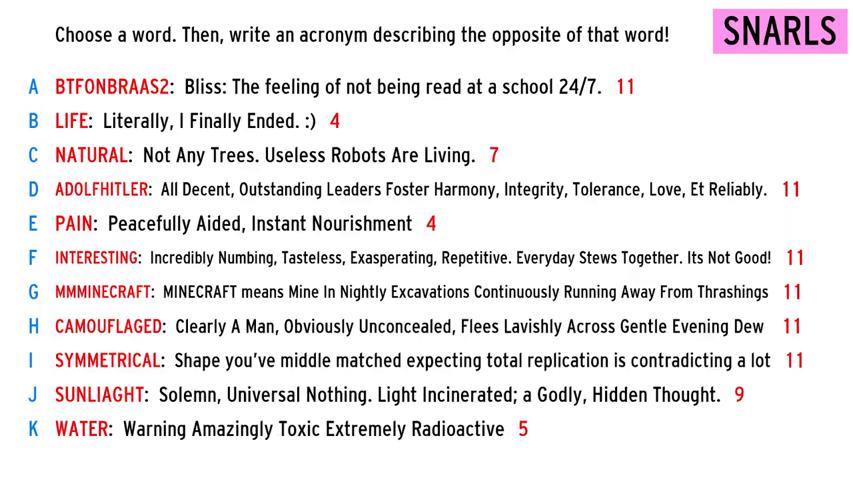 Choose a word. Then, write an acronym describing the opposite of that word!
SNARLS
A BTFONBRAAS2: Bliss: The feeling of not being read at a school 24/7. 11
B LIFE: Literally, I Finally Ended. :) 4
C NATURAL: Not Any Trees. Useless Robots Are Living. 7
D ADOLFHITLER: All Decent, Outstanding Leaders Foster Harmony, Integrity, Tolerance, Love, Et Reliably. 11
E PAIN: Peacefully Aided, Instant Nourishment 4
F INTERESTING: Incredibly Numbing, Tasteless, Exasperating, Repetitive. Everyday Stews Together. Its Not Good! 11
G MMMINECRAFT: MINECRAFT means Mine In Nightly Excavations Continuously Running Away From Thrashings 11
H CAMOUFLAGED: Clearly A Man, Obviously Unconcealed, Flees Lavishly Across Gentle Evening Dew 11
I SYMMETRICAL: Shape you've middle matched expecting total replication is contradicting a lot 11
J SUNLIAGHT: Solemn, Universal Nothing. Light Incinerated; a Godly, Hidden Thought. 9
K WATER: Warning Amazingly Toxic Extremely Radioactive 5